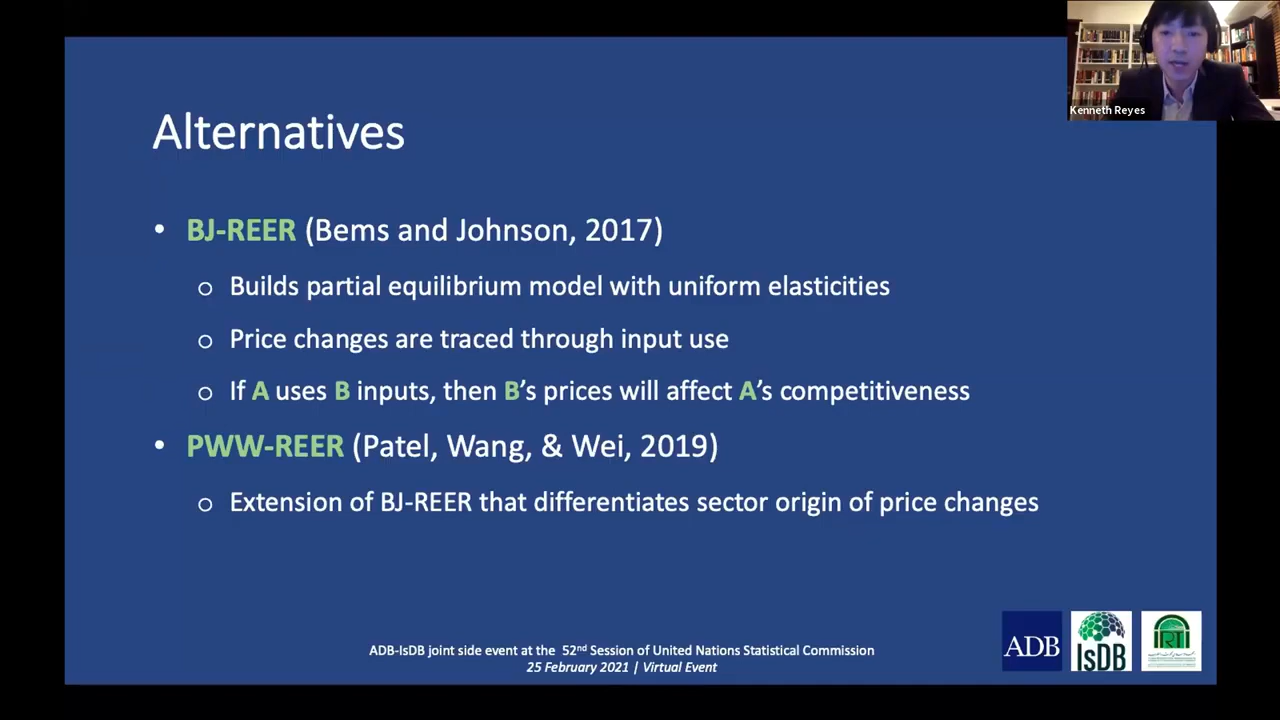 Kenneth Reyes
Alternatives
• BJ-REER (Bems and Johnson, 2017)
o Builds partial equilibrium model with uniform elasticities
o Price changes are traced through input use
o If A uses B inputs, then B’s prices will affect A’s competitiveness
• PWW-REER (Patel, Wang, & Wei, 2019)
o Extension of BJ-REER that differentiates sector origin of price changes
ADB-IsDB joint side event at the 52nd Session of United Nations Statistical Commission
25 February 2021 | Virtual Event
ADB
IsDB
IRTI